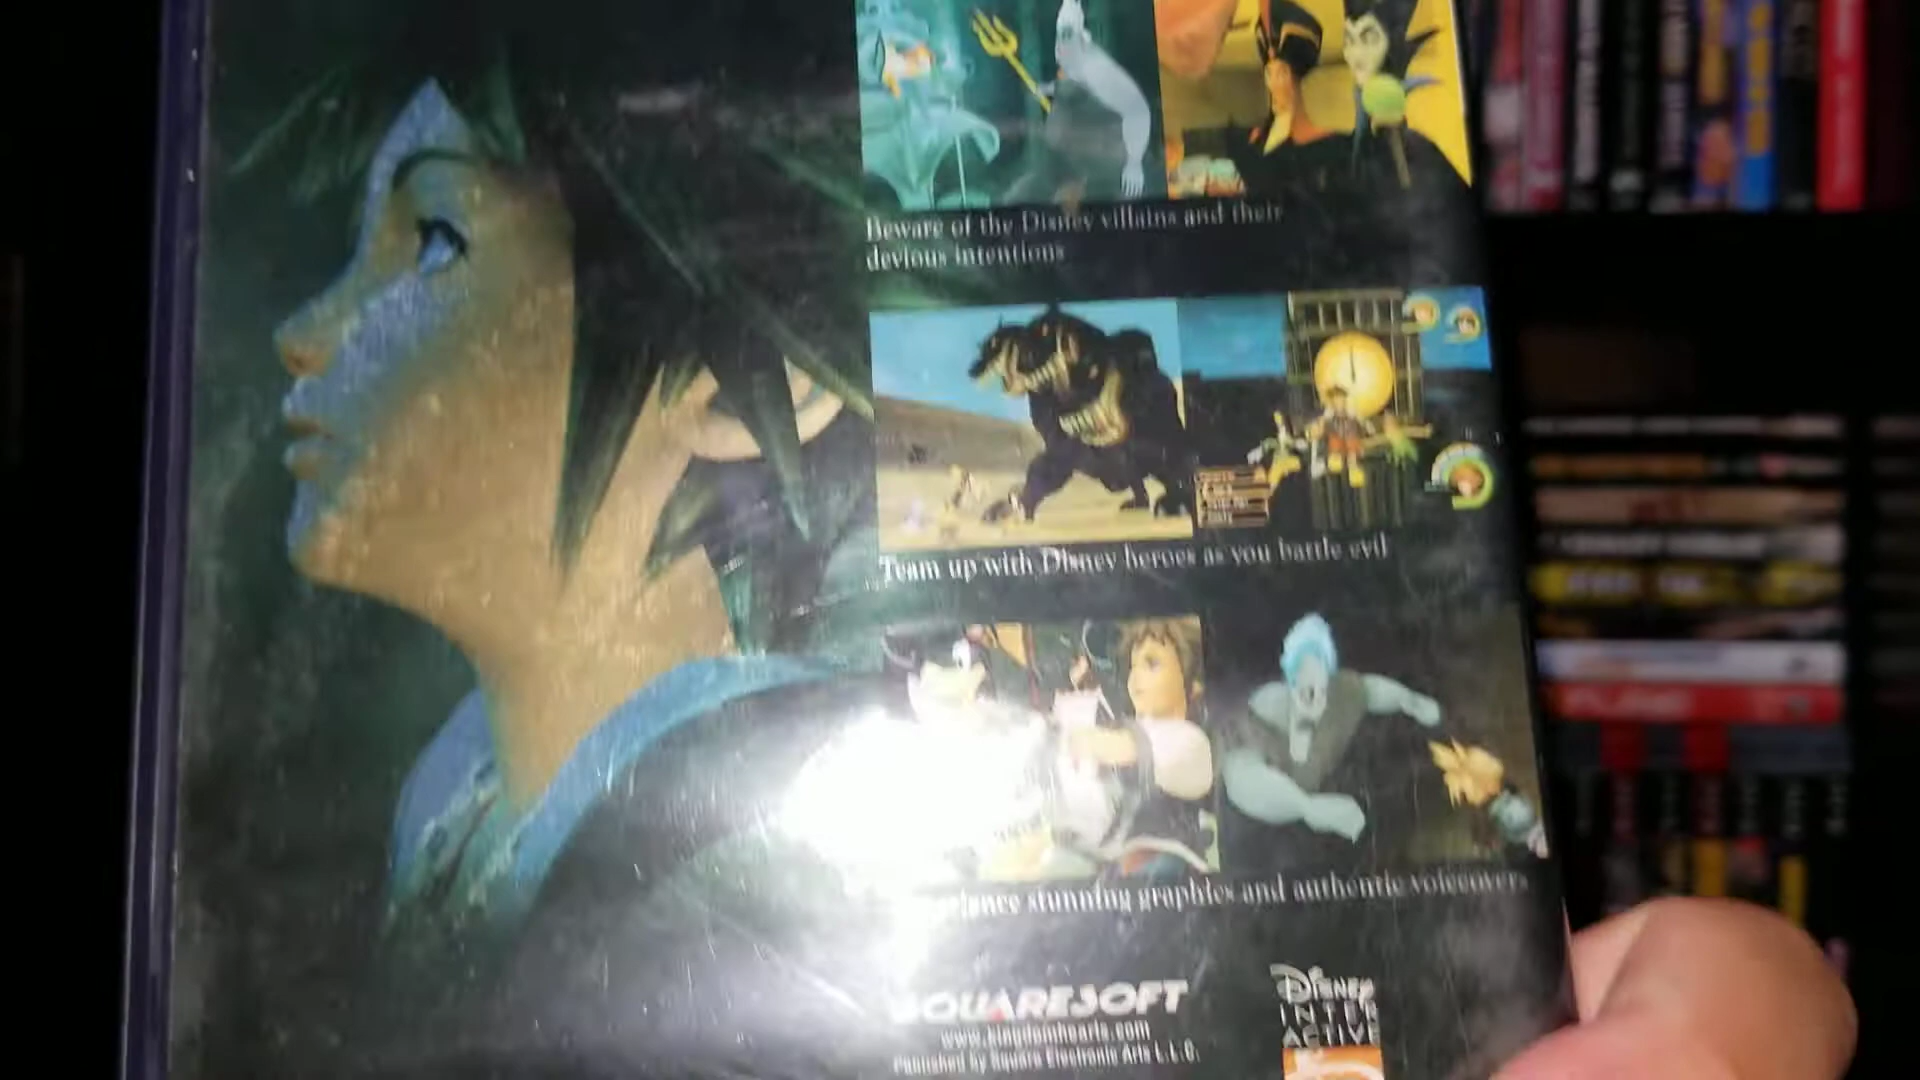 Beware of the Disney villains and their
devious intentions
Team up with Disney heroes as you battle evil
stunning graphics and authentic voiceovers
SQUARESOFT
www.kingdomhearts.com
Published by Square Electronic Arts L.L.C.
DISNEY
INTER
ACTIVE